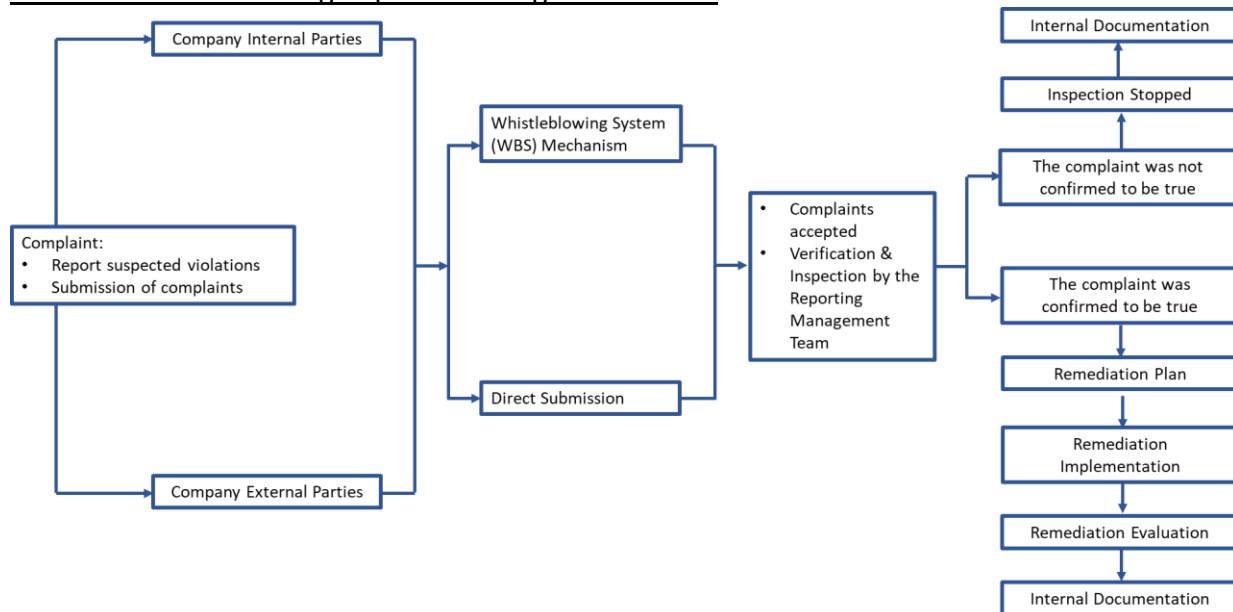 Company Internal Parties
Company External Parties
Complaint:
• Report suspected violations
• Submission of complaints
Whistleblowing System
(WBS) Mechanism
Direct Submission
• Complaints
accepted
• Verification &
Inspection by the
Reporting
Management
Team
Internal Documentation
Inspection Stopped
The complaint was not
confirmed to be true
The complaint was
confirmed to be true
Remediation Plan
Remediation
Implementation
Remediation Evaluation
Internal Documentation